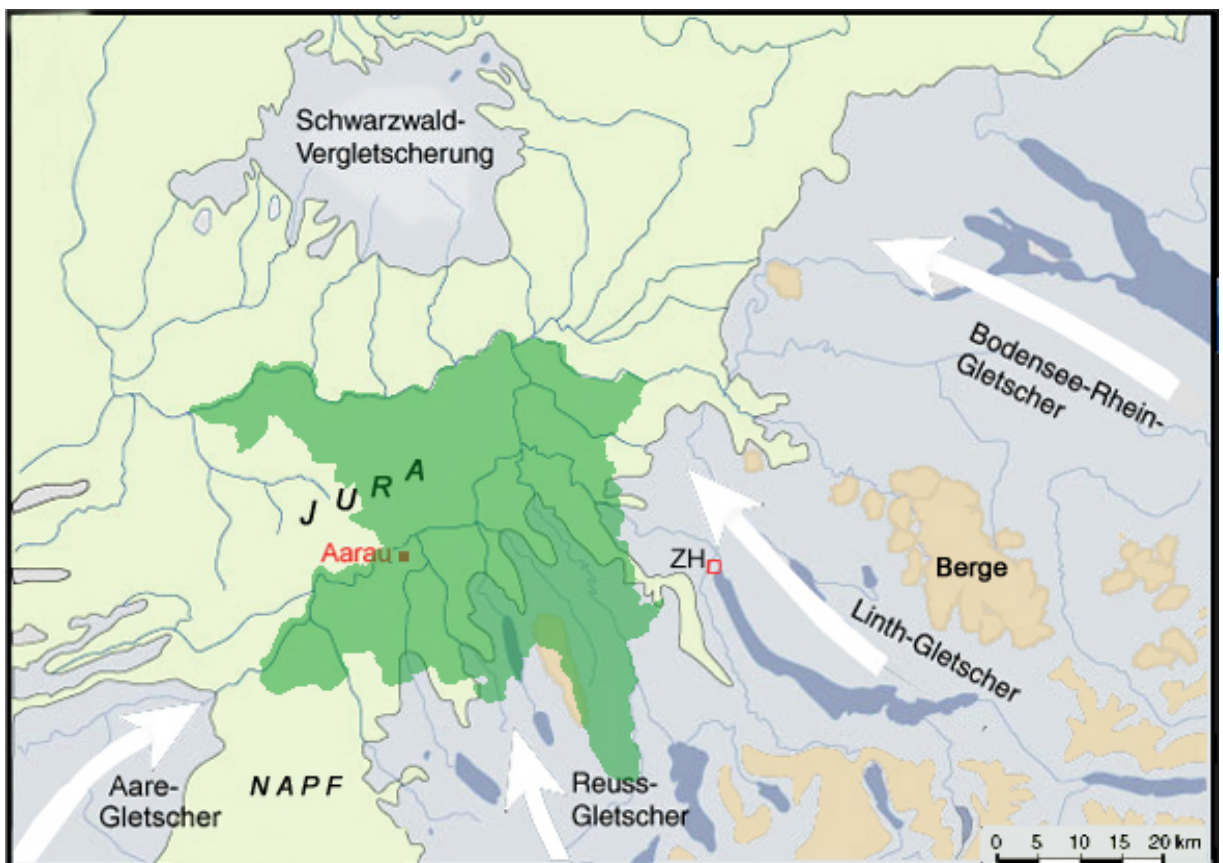 Schwarzwald-
Vergletscherung
Bodensee-Rhein-
Gletscher
J U R A
Aarau
ZH
Berge
Linth-Gletscher
Aare-
Gletscher
NAPF
Reuss-
Gletscher
0 5 10 15 20 km